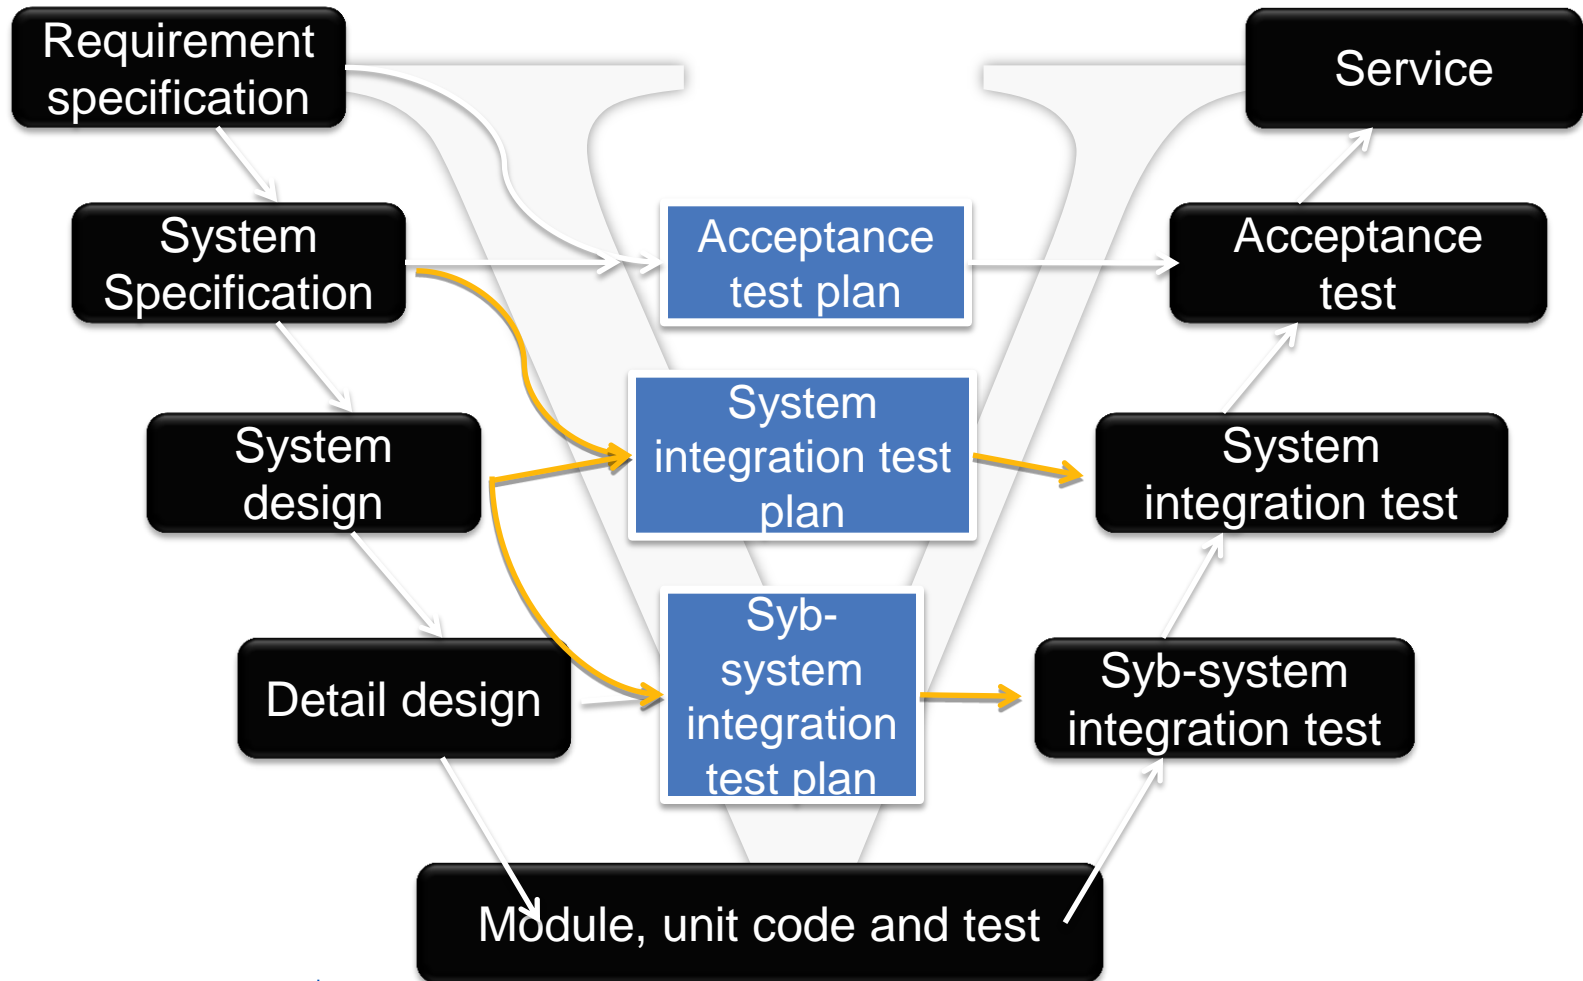 Requirement
specification
Service
System
Specification
Acceptance
test plan
Acceptance
test
System
design
System
integration test
plan
System
integration test
Detail design
Syb-
system
integration
test plan
Syb-system
integration test
Module, unit code and test